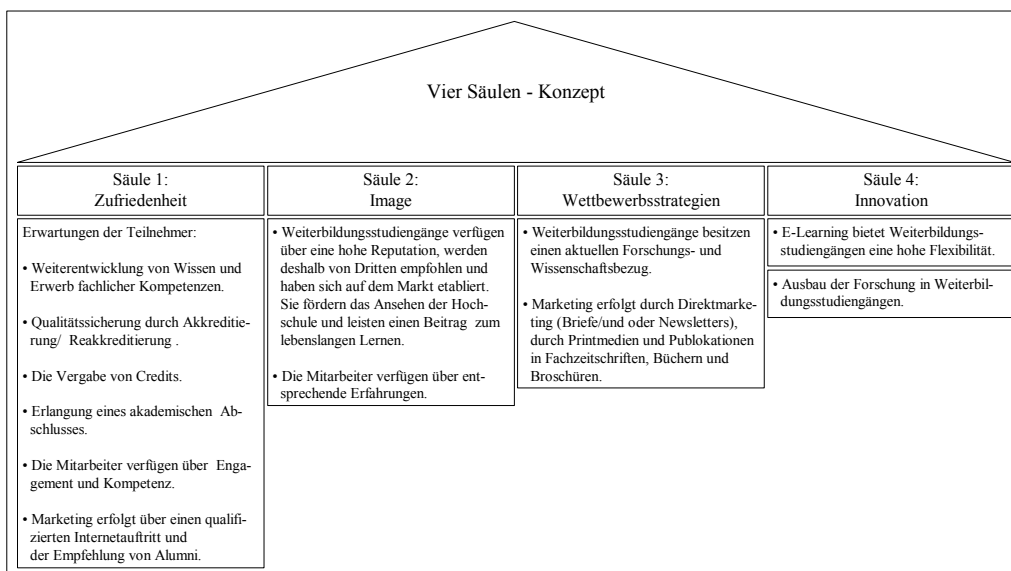 Vier Säulen - Konzept
Säule 1:
Zufriedenheit
Säule 2:
Image
Säule 3:
Wettbewerbsstrategien
Säule 4:
Innovation
Erwartungen der Teilnehmer:
• Weiterentwicklung von Wissen und
Erwerb fachlicher Kompetenzen.
• Qualitätssicherung durch Akkreditie-
rung/ Reakkreditierung .
• Die Vergabe von Credits.
• Erlangung eines akademischen Ab-
schlusses.
• Die Mitarbeiter verfügen über Enga-
gement und Kompetenz.
• Marketing erfolgt über einen qualifi-
zierten Internetauftritt und
der Empfehlung von Alumni.
• Weiterbildungsstudiengänge verfügen
über eine hohe Reputation, werden
deshalb von Dritten empfohlen und
haben sich auf dem Markt etabliert.
Sie fördern das Ansehen der Hoch-
schule und leisten einen Beitrag zum
lebenslangen Lernen.
• Die Mitarbeiter verfügen über ent-
sprechende Erfahrungen.
• Weiterbildungsstudiengänge besitzen
einen aktuellen Forschungs- und
Wissenschaftsbezug.
• Marketing erfolgt durch Direktmarke-
ting (Briefe/und oder Newsletters),
durch Printmedien und Publokationen
in Fachzeitschriften, Büchern und
Broschüren.
• E-Learning bietet Weiterbildungs-
studiengängen eine hohe Flexibilität.
• Ausbau der Forschung in Weiterbil-
dungsstudiengängen.